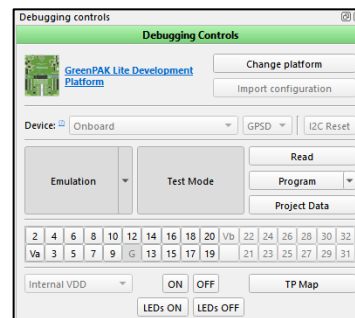 Debugging controls
Debugging Controls
GreenPAK Lite Development
Platform
Change platform
Import configuration
Device: [?] Onboard GPSD I2C Reset
Emulation Test Mode Read
Program
Project Data
2 4 6 8 10 12 14 16 18 20 Vb 22 24 26 28 30 32
Va 3 5 7 9 G 13 15 17 19 21 23 25 27 29 31
Internal VDD ON OFF TP Map
LEDs ON LEDs OFF